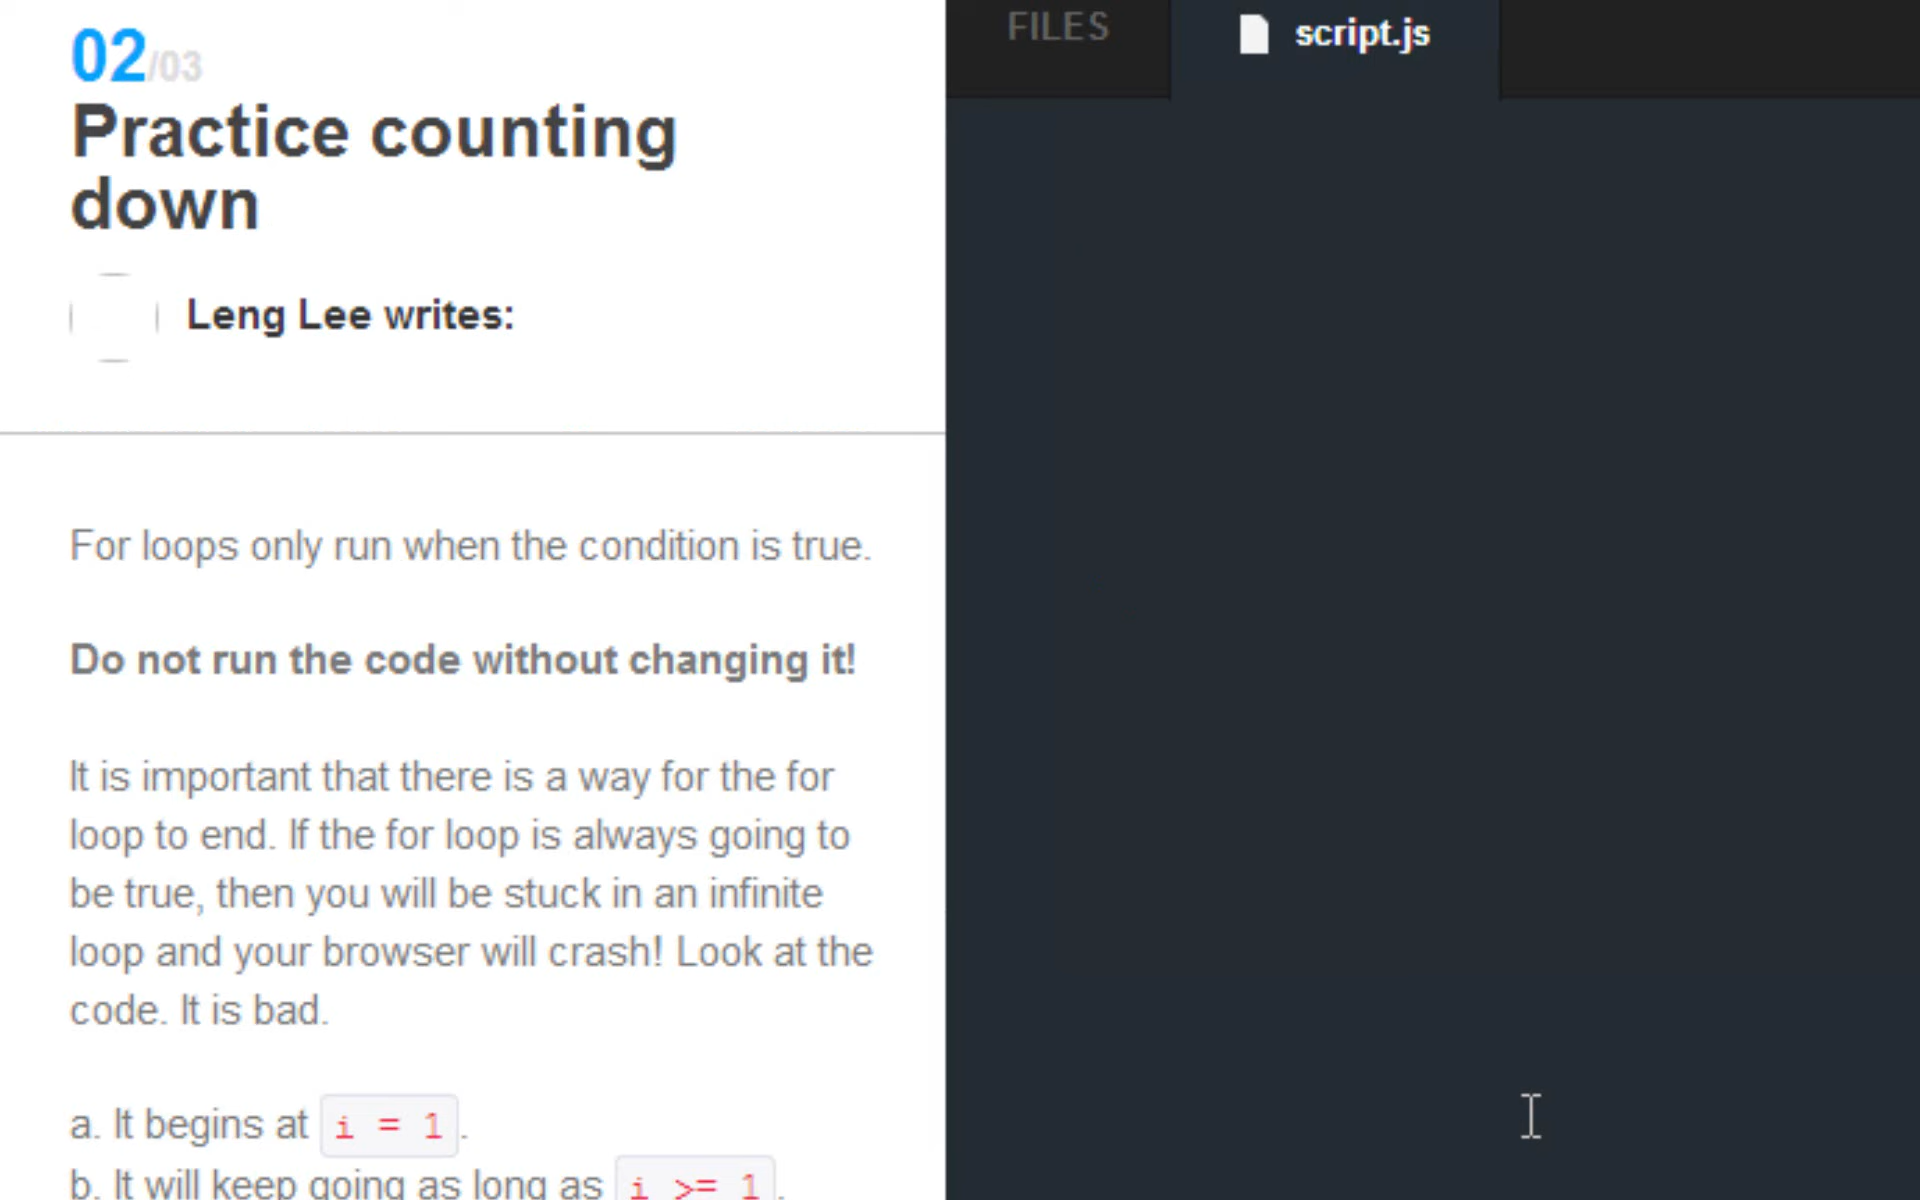 02/03
Practice counting
down
Leng Lee writes:
For loops only run when the condition is true.
Do not run the code without changing it!
It is important that there is a way for the for
loop to end. If the for loop is always going to
be true, then you will be stuck in an infinite
loop and your browser will crash! Look at the
code. It is bad.
a. It begins at i = 1.
b. It will keep going as long as i >= 1.
FILES
script.js